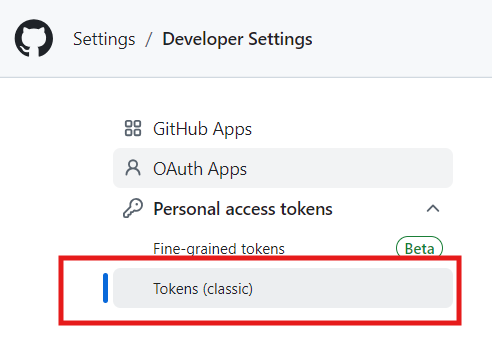 Settings / Developer Settings
GitHub Apps
OAuth Apps
Personal access tokens
Fine-grained tokens Beta
Tokens (classic)